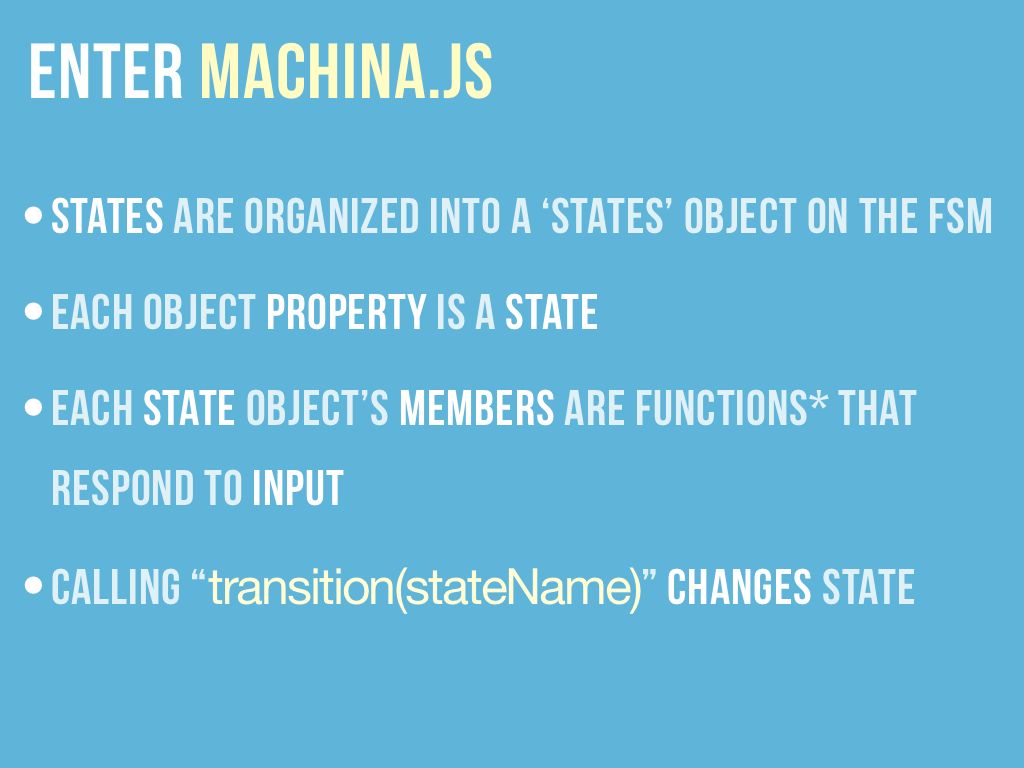 ENTER MACHINA.JS
• STATES ARE ORGANIZED INTO A ‘STATES’ OBJECT ON THE FSM
• EACH OBJECT PROPERTY IS A STATE
• EACH STATE OBJECT’S MEMBERS ARE FUNCTIONS* THAT
RESPOND TO INPUT
• CALLING “transition(stateName)” CHANGES STATE